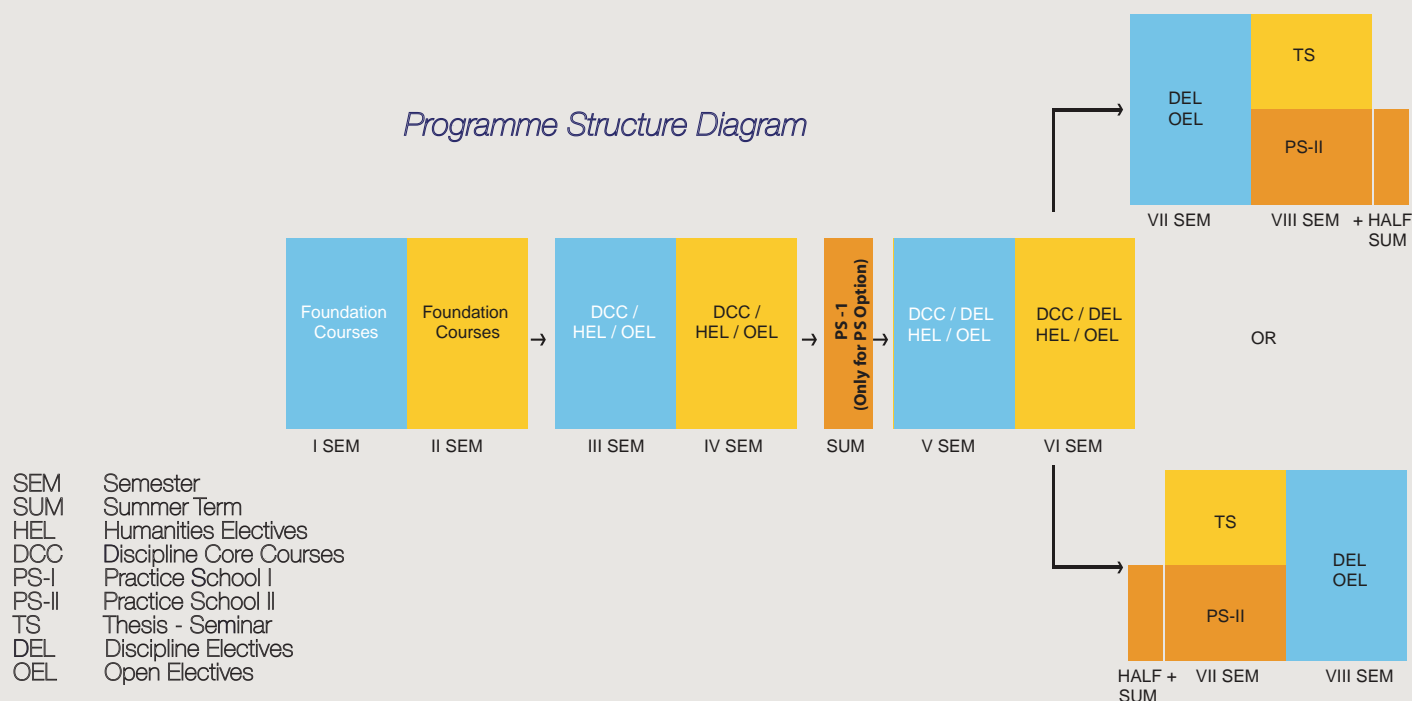 Programme Structure Diagram
Foundation
Courses
I SEM
Foundation
Courses
II SEM
DCC /
HEL / OEL
III SEM
DCC /
HEL / OEL
IV SEM
PS - 1
(Only for PS Option)
SUM
DCC / DEL
HEL / OEL
V SEM
DCC / DEL
HEL / OEL
VI SEM
DEL
OEL
VII SEM
TS
PS-II
VIII SEM
+ HALF
SUM
OR
TS
PS-II
HALF +
SUM
VII SEM
DEL
OEL
VIII SEM
SEM Semester
SUM Summer Term
HEL Humanities Electives
DCC Discipline Core Courses
PS-I Practice School I
PS-II Practice School II
TS Thesis - Seminar
DEL Discipline Electives
OEL Open Electives